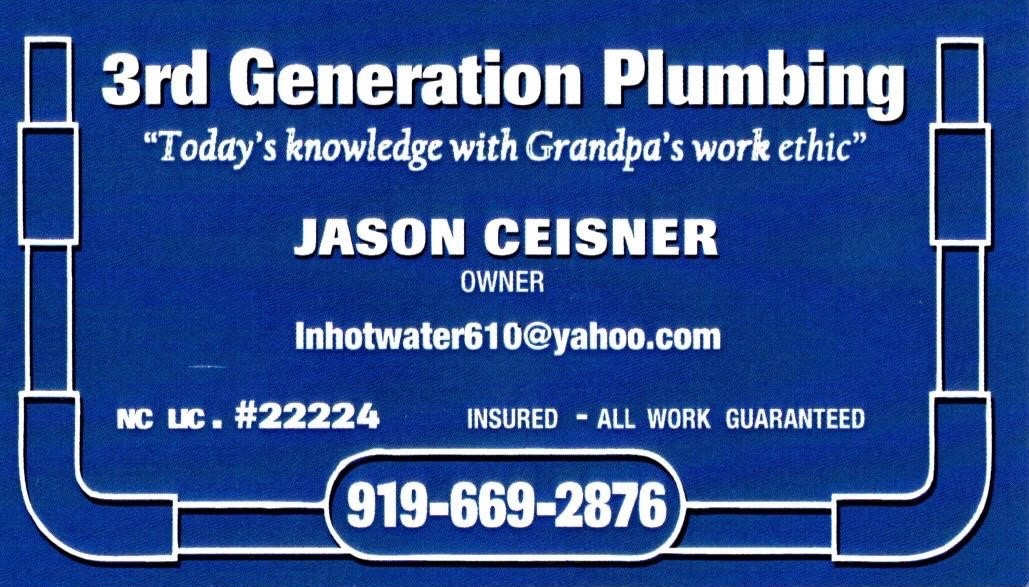 3rd Generation Plumbing
“Today’s knowledge with Grandpa’s work ethic”
JASON CEISNER
OWNER
Inhotwater610@yahoo.com
NC LIC. #22224 INSURED - ALL WORK GUARANTEED
919-669-2876